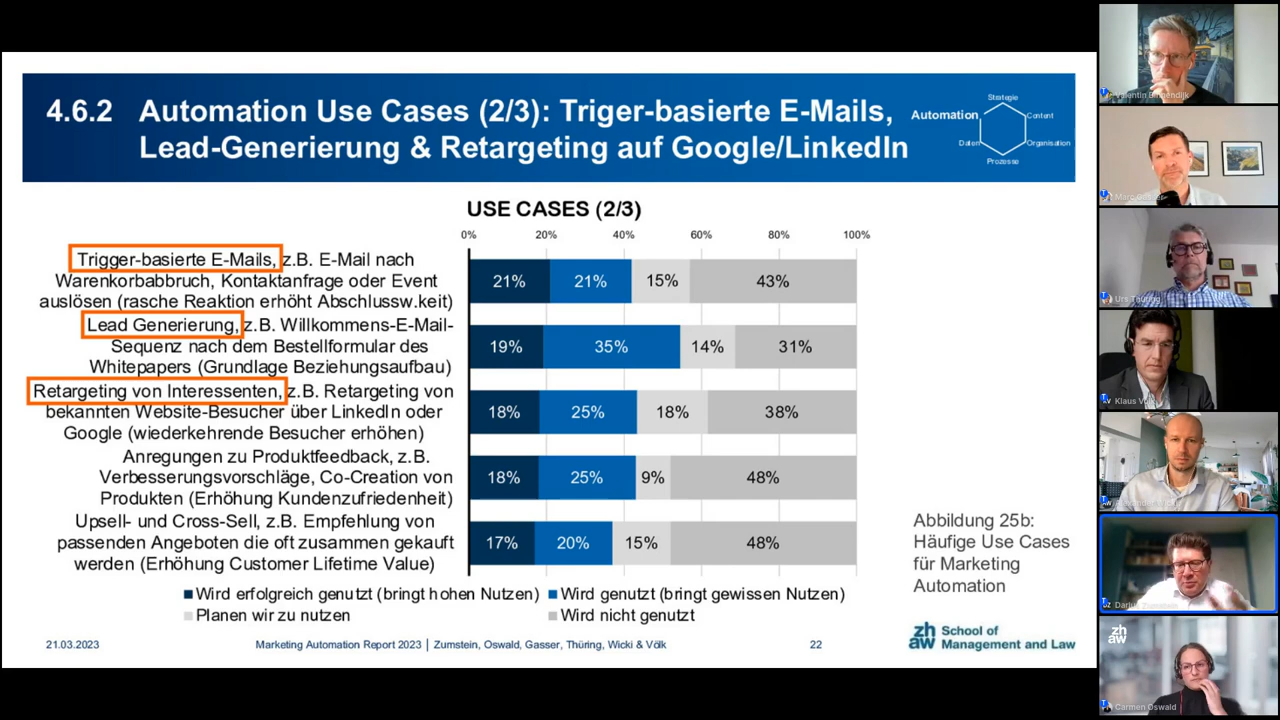 4.6.2 Automation Use Cases (2/3): Triger-basierte E-Mails,
Lead-Generierung & Retargeting auf Google/LinkedIn
Strategie
Automation
Content
Daten
Organisation
Prozesse
USE CASES (2/3)
0% 20% 40% 60% 80% 100%
Trigger-basierte E-Mails, z.B. E-Mail nach
Warenkorbabbruch, Kontaktanfrage oder Event
auslösen (rasche Reaktion erhöht Abschlussw.keit)
21% 21% 15% 43%
Lead Generierung, z.B. Willkommens-E-Mail-
Sequenz nach dem Bestellformular des
Whitepapers (Grundlage Beziehungsaufbau)
19% 35% 14% 31%
Retargeting von Interessenten, z.B. Retargeting von
bekannten Website-Besucher über LinkedIn oder
Google (wiederkehrende Besucher erhöhen)
18% 25% 18% 38%
Anregungen zu Produktfeedback, z.B.
Verbesserungsvorschläge, Co-Creation von
Produkten (Erhöhung Kundenzufriedenheit)
18% 25% 9% 48%
Upsell- und Cross-Sell, z.B. Empfehlung von
passenden Angeboten die oft zusammen gekauft
werden (Erhöhung Customer Lifetime Value)
17% 20% 15% 48%
Wird erfolgreich genutzt (bringt hohen Nutzen) Wird genutzt (bringt gewissen Nutzen)
Planen wir zu nutzen Wird nicht genutzt
Abbildung 25b:
Häufige Use Cases
für Marketing
Automation
21.03.2023 Marketing Automation Report 2023 | Zumstein, Oswald, Gasser, Thüring, Wicki & Völk 22
zh
aw
School of
Management and Law
Valentin
Marc Gasser
Urs Thüring
Klaus
Zumstein
zh
aw
Carmen Oswald